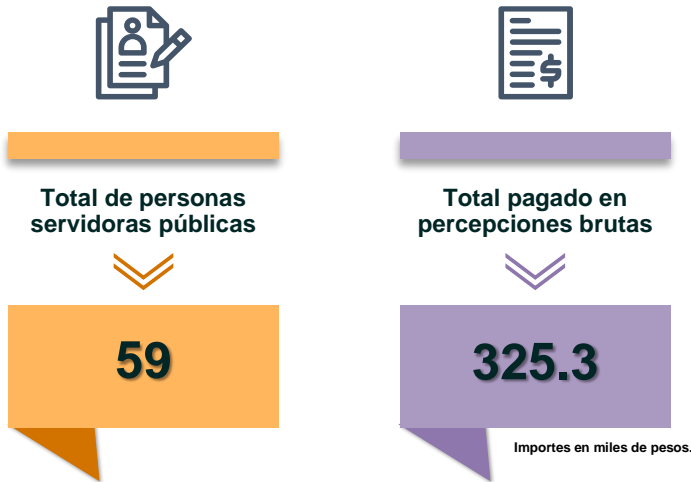 Total de personas
servidoras públicas
59
Total pagado en
percepciones brutas
325.3
Importes en miles de pesos.